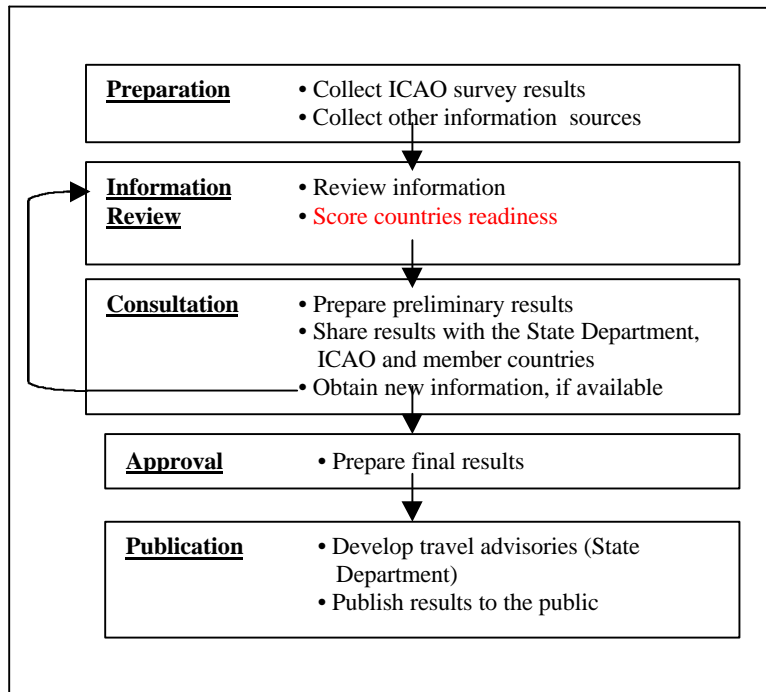 Preparation • Collect ICAO survey results
• Collect other information sources
Information • Review information
Review • Score countries readiness
Consultation • Prepare preliminary results
• Share results with the State Department,
ICAO and member countries
• Obtain new information, if available
Approval • Prepare final results
Publication • Develop travel advisories (State
Department)
• Publish results to the public